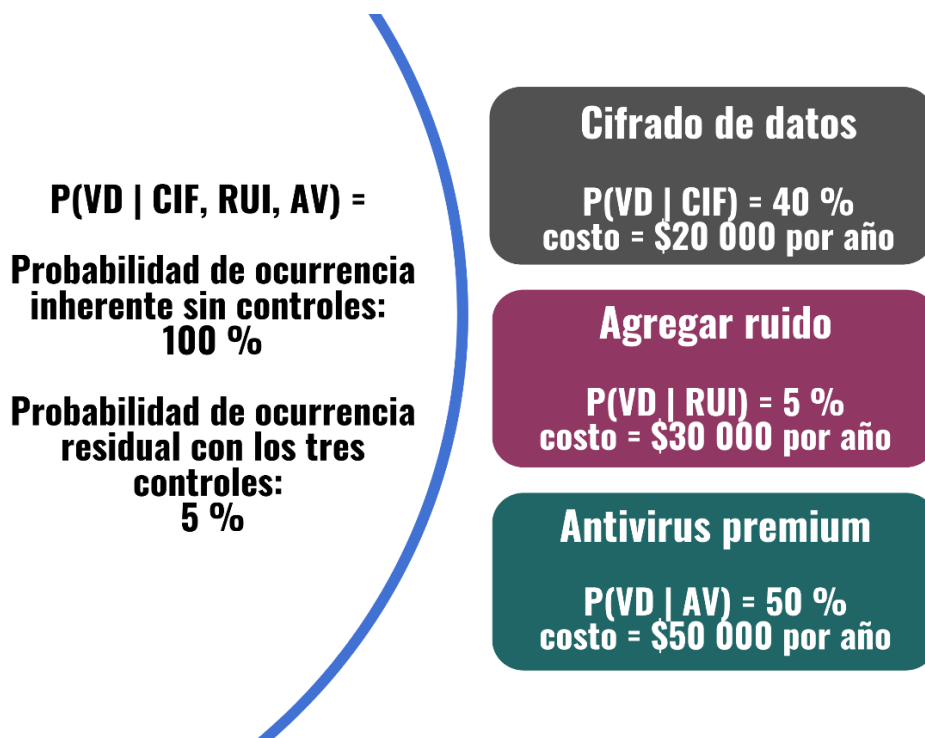 P(VD | CIF, RUI, AV) =
Probabilidad de ocurrencia
inherente sin controles:
100 %
Probabilidad de ocurrencia
residual con los tres
controles:
5 %
Cifrado de datos
P(VD | CIF) = 40 %
costo = $20 000 por año
Agregar ruido
P(VD | RUI) = 5 %
costo = $30 000 por año
Antivirus premium
P(VD | AV) = 50 %
costo = $50 000 por año